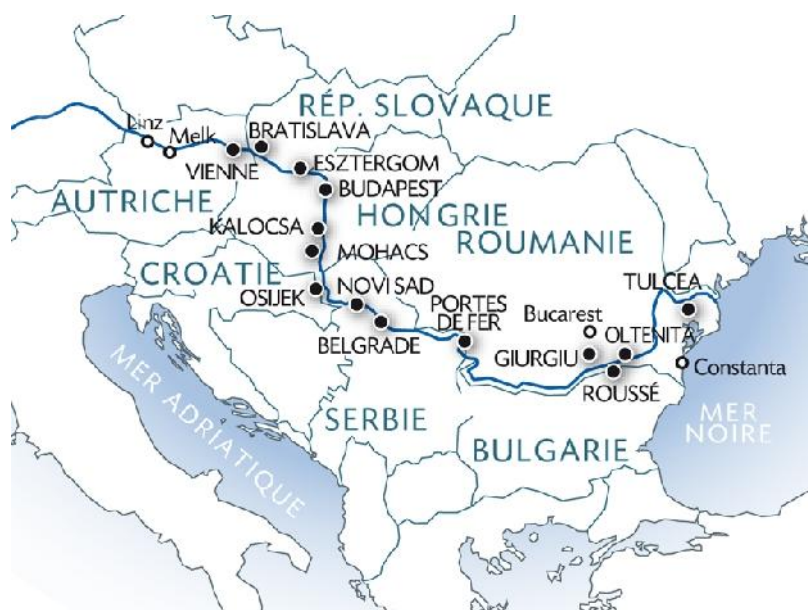 RÉP. SLOVAQUE
Linz
Melk
BRATISLAVA
VIENNE
ESZTERGOM
BUDAPEST
AUTRICHE
HONGRIE
KALOCSA
ROUMANIE
MOHACS
CROATIE
TULCEA
NOVI SAD
OSIJEK
PORTES
DE FER
Bucarest
BELGRADE
OLTENITA
GIURGIU
Constanta
ROUSSÉ
MER ADRIATIQUE
SERBIE
MER
NOIRE
BULGARIE